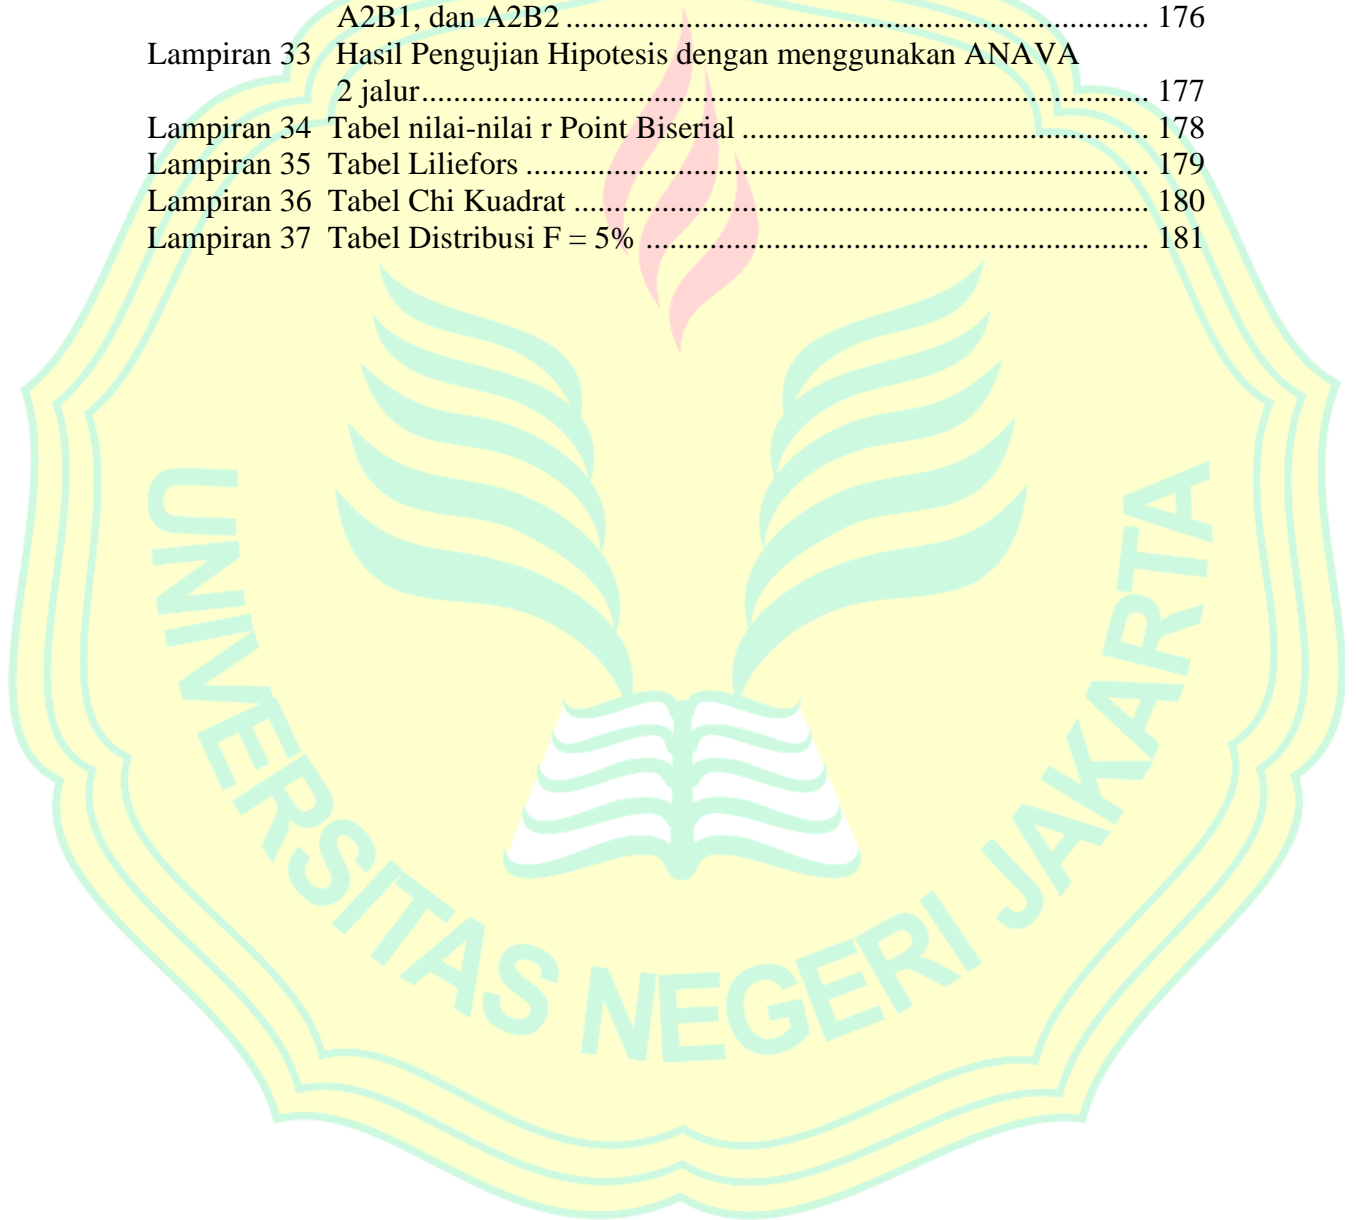 A2B1, dan A2B2 ........................................................................ 176
Lampiran 33 Hasil Pengujian Hipotesis dengan menggunakan ANAVA
2 jalur.......................................................................................... 177
Lampiran 34 Tabel nilai-nilai r Point Biserial .................................................. 178
Lampiran 35 Tabel Liliefors ............................................................................. 179
Lampiran 36 Tabel Chi Kuadrat ....................................................................... 180
Lampiran 37 Tabel Distribusi F = 5% .............................................................. 181
UNIVERSITAS NEGERI JAKARTA